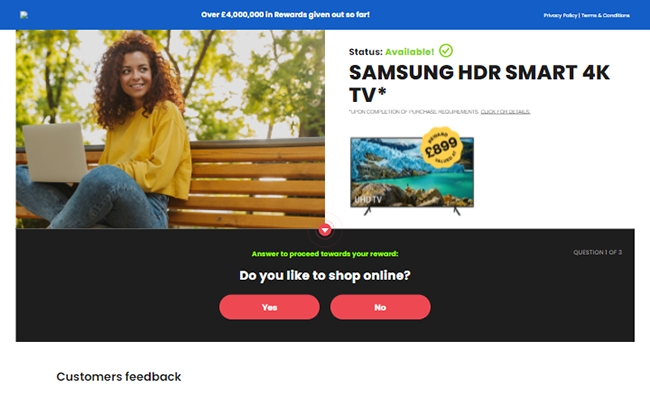 Over £4,000,000 in Rewards given out so far!
Privacy Policy | Terms & Conditions
Status: Available!
SAMSUNG HDR SMART 4K
TV*
*UPON COMPLETION OF PURCHASE REQUIREMENTS. CLICK FOR DETAILS.
REWARD
£899
VALUED AT
UHD TV
Answer to proceed towards your reward:
QUESTION 1 OF 3
Do you like to shop online?
Yes
No
Customers feedback